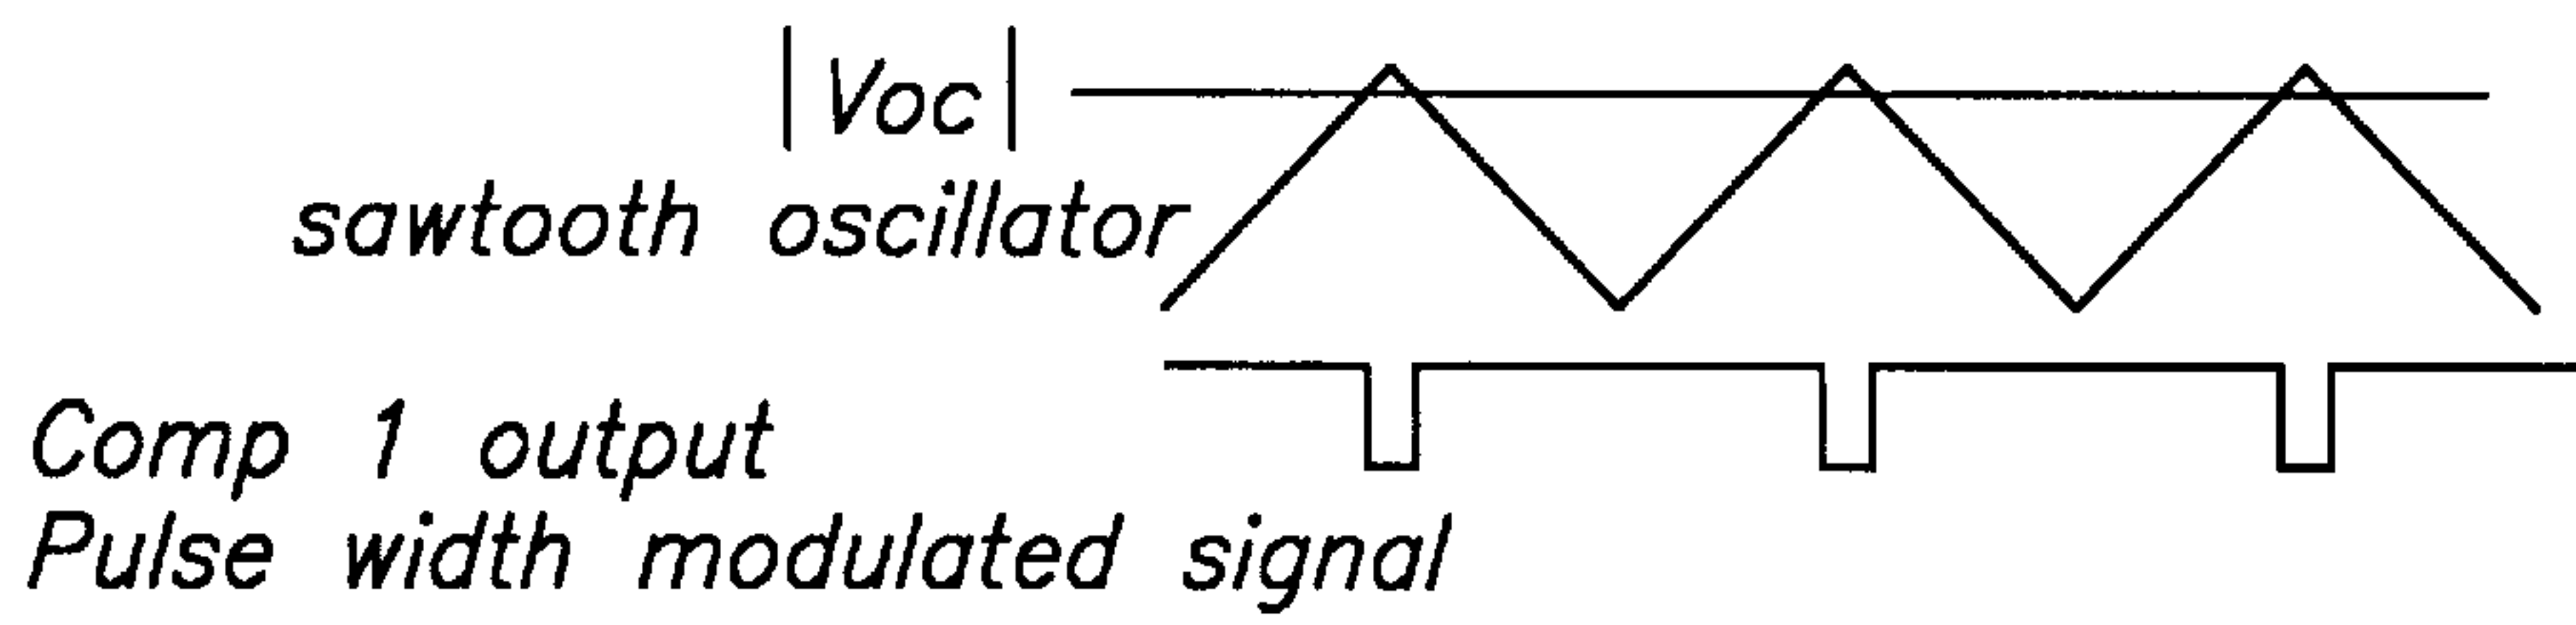 |Voc|
sawtooth oscillator
Comp 1 output
Pulse width modulated signal